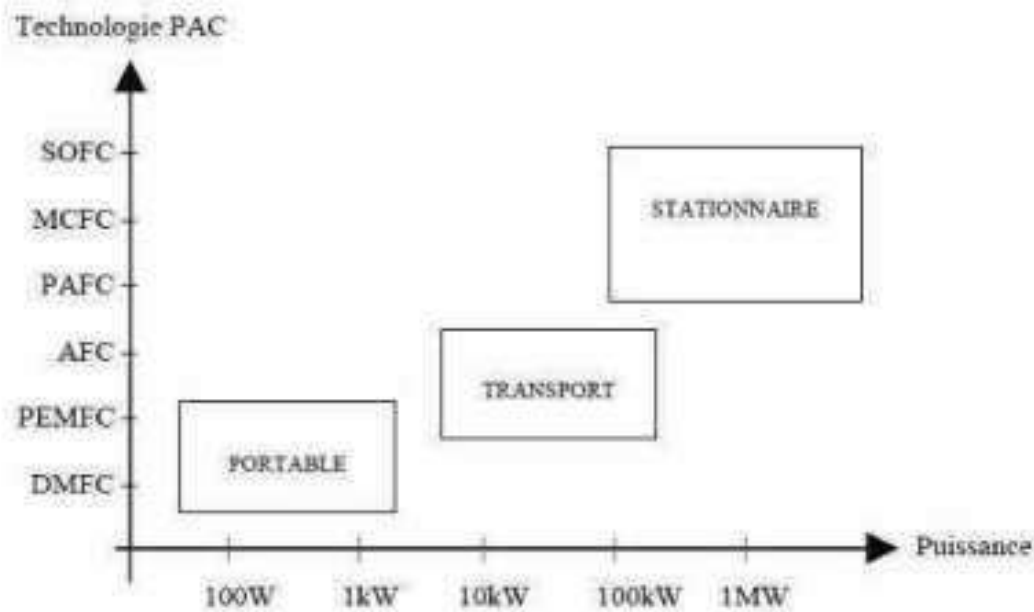 Technologie PAC
SOFC
MCFC
STATIONNAIRE
PAFC
AFC
TRANSPORT
PEMFC
PORTABLE
DMFC
Puissance
100W 1kW 10kW 100kW 1MW